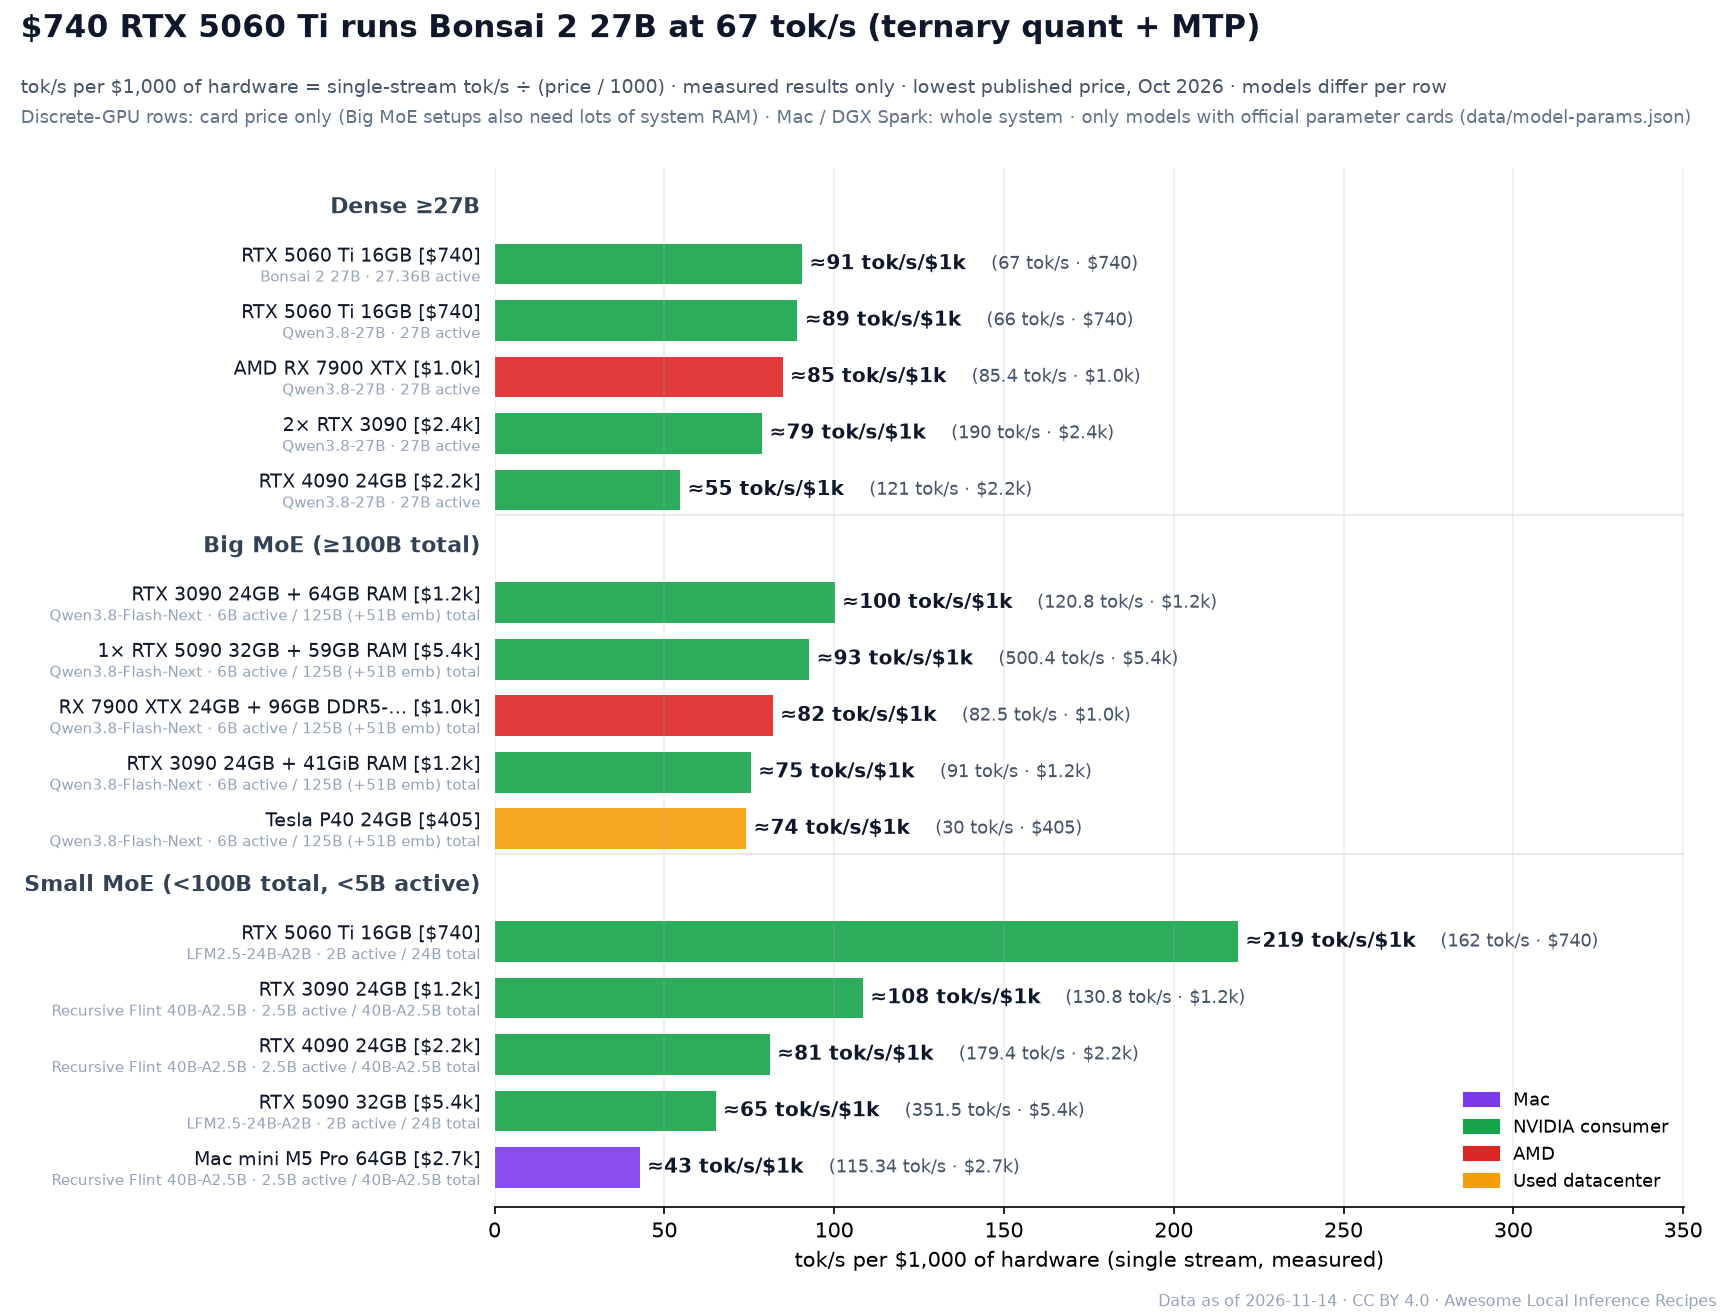 $740 RTX 5060 Ti runs Bonsai 2 27B at 67 tok/s (ternary quant + MTP)
tok/s per $1,000 of hardware = single-stream tok/s ÷ (price / 1000) · measured results only · lowest published price, Oct 2026 · models differ per row
Discrete-GPU rows: card price only (Big MoE setups also need lots of system RAM) · Mac / DGX Spark: whole system · only models with official parameter cards (data/model-params.json)
Dense ≥27B
RTX 5060 Ti 16GB [$740]
Bonsai 2 27B · 27.36B active
≈91 tok/s/$1k (67 tok/s · $740)
RTX 5060 Ti 16GB [$740]
Qwen3.8-27B · 27B active
≈89 tok/s/$1k (66 tok/s · $740)
AMD RX 7900 XTX [$1.0k]
Qwen3.8-27B · 27B active
≈85 tok/s/$1k (85.4 tok/s · $1.0k)
2× RTX 3090 [$2.4k]
Qwen3.8-27B · 27B active
≈79 tok/s/$1k (190 tok/s · $2.4k)
RTX 4090 24GB [$2.2k]
Qwen3.8-27B · 27B active
≈55 tok/s/$1k (121 tok/s · $2.2k)
Big MoE (≥100B total)
RTX 3090 24GB + 64GB RAM [$1.2k]
Qwen3.8-Flash-Next · 6B active / 125B (+51B emb) total
≈100 tok/s/$1k (120.8 tok/s · $1.2k)
1× RTX 5090 32GB + 59GB RAM [$5.4k]
Qwen3.8-Flash-Next · 6B active / 125B (+51B emb) total
≈93 tok/s/$1k (500.4 tok/s · $5.4k)
RX 7900 XTX 24GB + 96GB DDR5-... [$1.0k]
Qwen3.8-Flash-Next · 6B active / 125B (+51B emb) total
≈82 tok/s/$1k (82.5 tok/s · $1.0k)
RTX 3090 24GB + 41GiB RAM [$1.2k]
Qwen3.8-Flash-Next · 6B active / 125B (+51B emb) total
≈75 tok/s/$1k (91 tok/s · $1.2k)
Tesla P40 24GB [$405]
Qwen3.8-Flash-Next · 6B active / 125B (+51B emb) total
≈74 tok/s/$1k (30 tok/s · $405)
Small MoE (<100B total, <5B active)
RTX 5060 Ti 16GB [$740]
LFM2.5-24B-A2B · 2B active / 24B total
≈219 tok/s/$1k (162 tok/s · $740)
RTX 3090 24GB [$1.2k]
Recursive Flint 40B-A2.5B · 2.5B active / 40B-A2.5B total
≈108 tok/s/$1k (130.8 tok/s · $1.2k)
RTX 4090 24GB [$2.2k]
Recursive Flint 40B-A2.5B · 2.5B active / 40B-A2.5B total
≈81 tok/s/$1k (179.4 tok/s · $2.2k)
RTX 5090 32GB [$5.4k]
LFM2.5-24B-A2B · 2B active / 24B total
≈65 tok/s/$1k (351.5 tok/s · $5.4k)
Mac mini M5 Pro 64GB [$2.7k]
Recursive Flint 40B-A2.5B · 2.5B active / 40B-A2.5B total
≈43 tok/s/$1k (115.34 tok/s · $2.7k)
Mac
NVIDIA consumer
AMD
Used datacenter
0 50 100 150 200 250 300 350
tok/s per $1,000 of hardware (single stream, measured)
Data as of 2026-11-14 · CC BY 4.0 · Awesome Local Inference Recipes